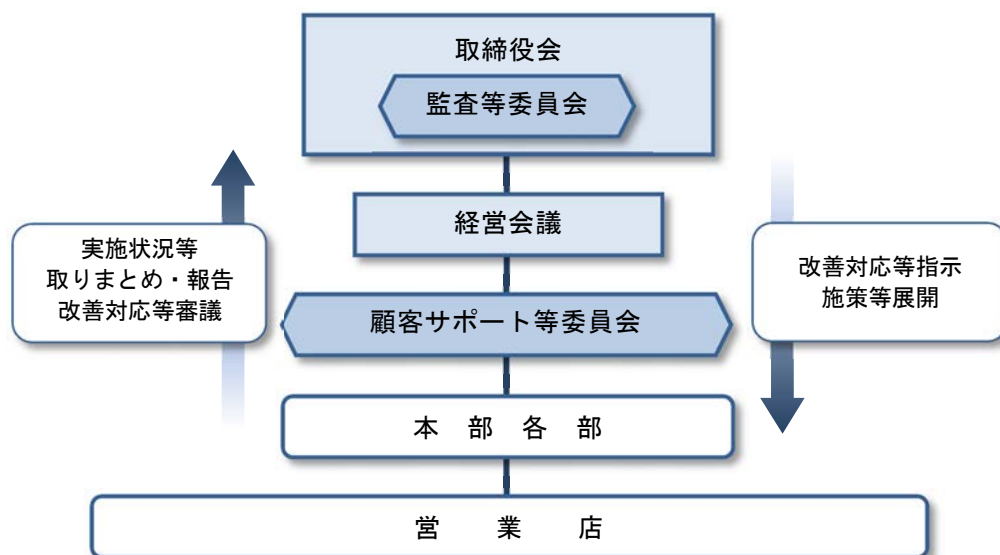 取締役会
監査等委員会
経営会議
実施状況等
取りまとめ・報告
改善対応等審議
改善対応等指示
施策等展開
顧客サポート等委員会
本 部 各 部
営 業 店